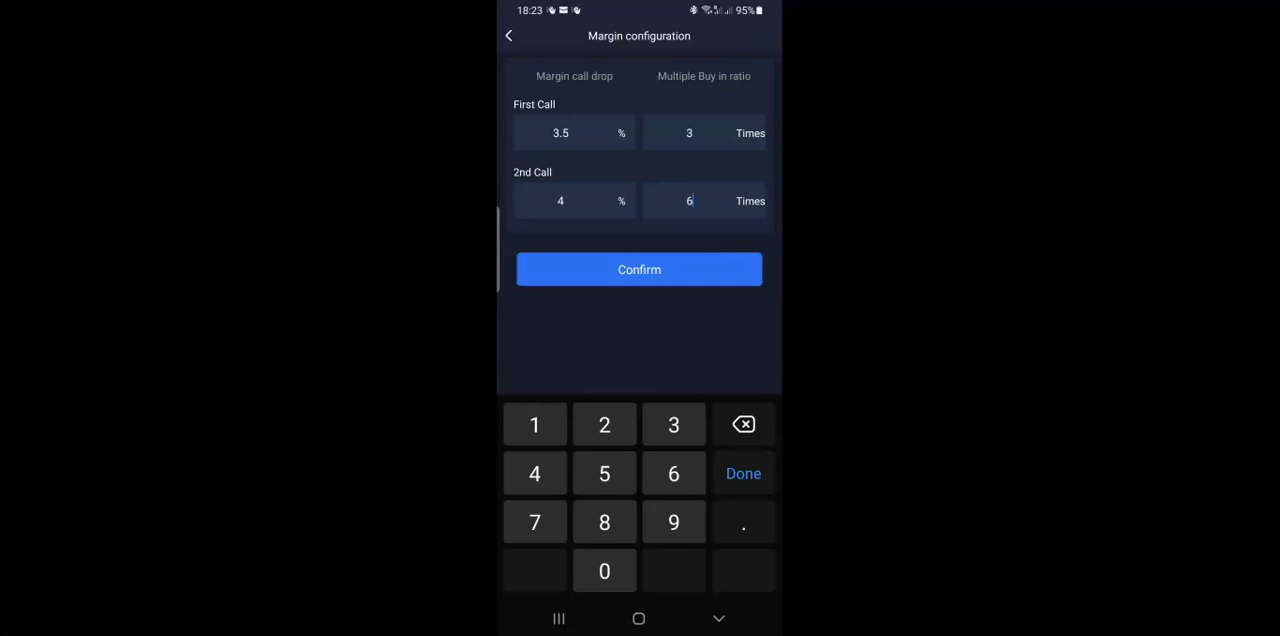 18:23 95%
Margin configuration
Margin call drop Multiple Buy in ratio
First Call
3.5 % 3 Times
2nd Call
4 % 6 Times
Confirm
1 2 3
4 5 6 Done
7 8 9 .
0